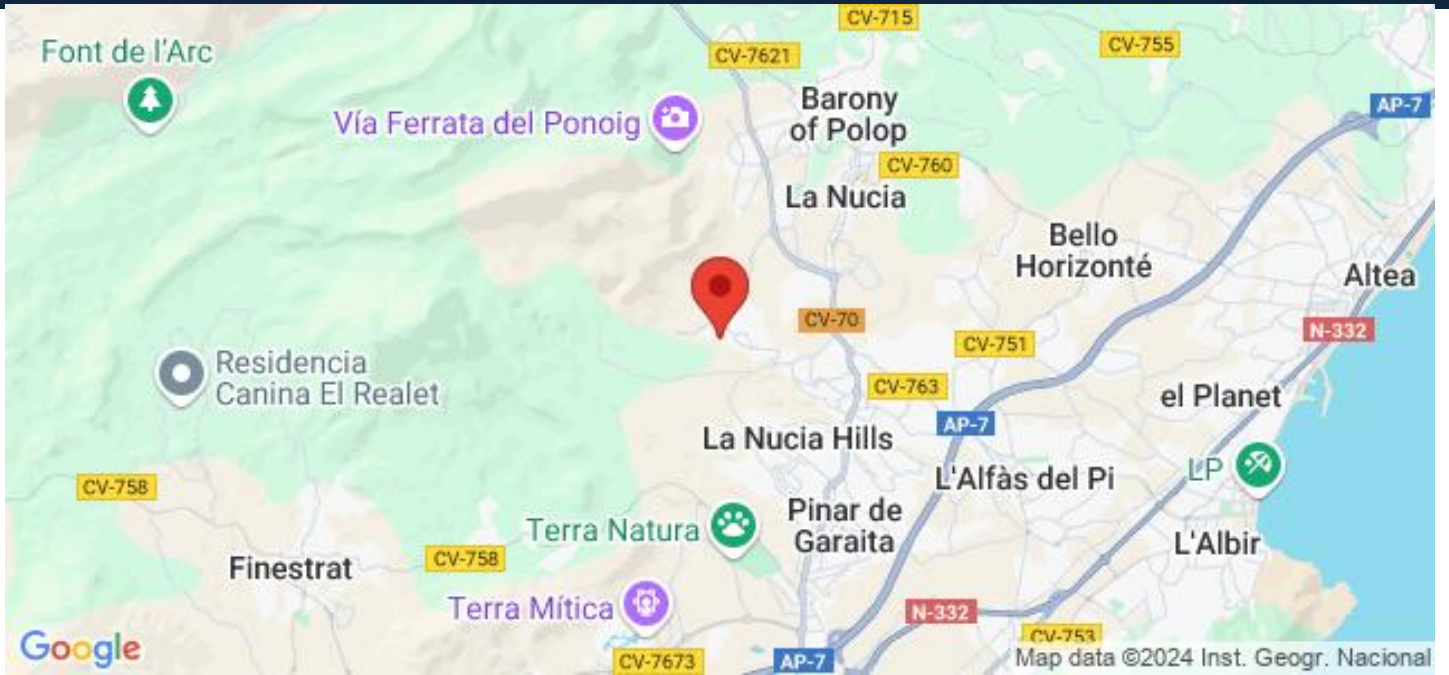 CV-715
Font de l'Arc
CV-7621
CV-755
Vía Ferrata del Ponoig
Barony
of Polop
AP-7
CV-760
La Nucia
Bello
Horizonté
Altea
CV-70
N-332
CV-751
Residencia
Canina El Realet
CV-763
el Planet
AP-7
La Nucia Hills
LP
L'Alfàs del Pi
CV-758
Terra Natura
Pinar de
Garaita
L'Albir
CV-758
Finestrat
Terra Mítica
N-332
CV-753
Google
CV-7673
AP-7
Map data ©2024 Inst. Geogr. Nacional